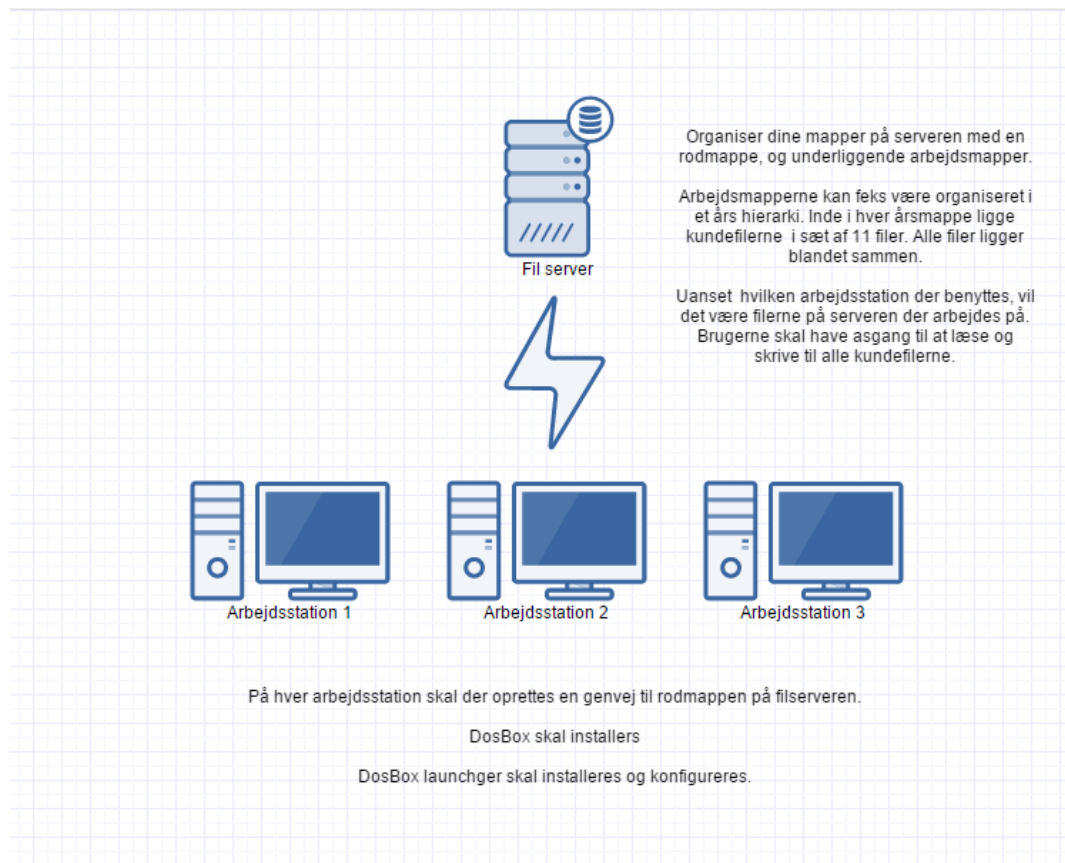 Organiser dine mapper på serveren med en
rodmappe, og underliggende arbejdsmapper.
Arbejdsmapperne kan feks være organiseret i
et års hierarki. Inde i hver årsmappe ligge
kundefilerne i sæt af 11 filer. Alle filer ligger
blandet sammen.
Uanset hvilken arbejdsstation der benyttes, vil
det være filerne på serveren der arbejdes på.
Brugerne skal have asgang til at læse og
skrive til alle kundefilerne.
Fil server
Arbejdsstation 1
Arbejdsstation 2
Arbejdsstation 3
På hver arbejdsstation skal der oprettes en genvej til rodmappen på filserveren.
DosBox skal installers
DosBox launchger skal installeres og konfigureres.